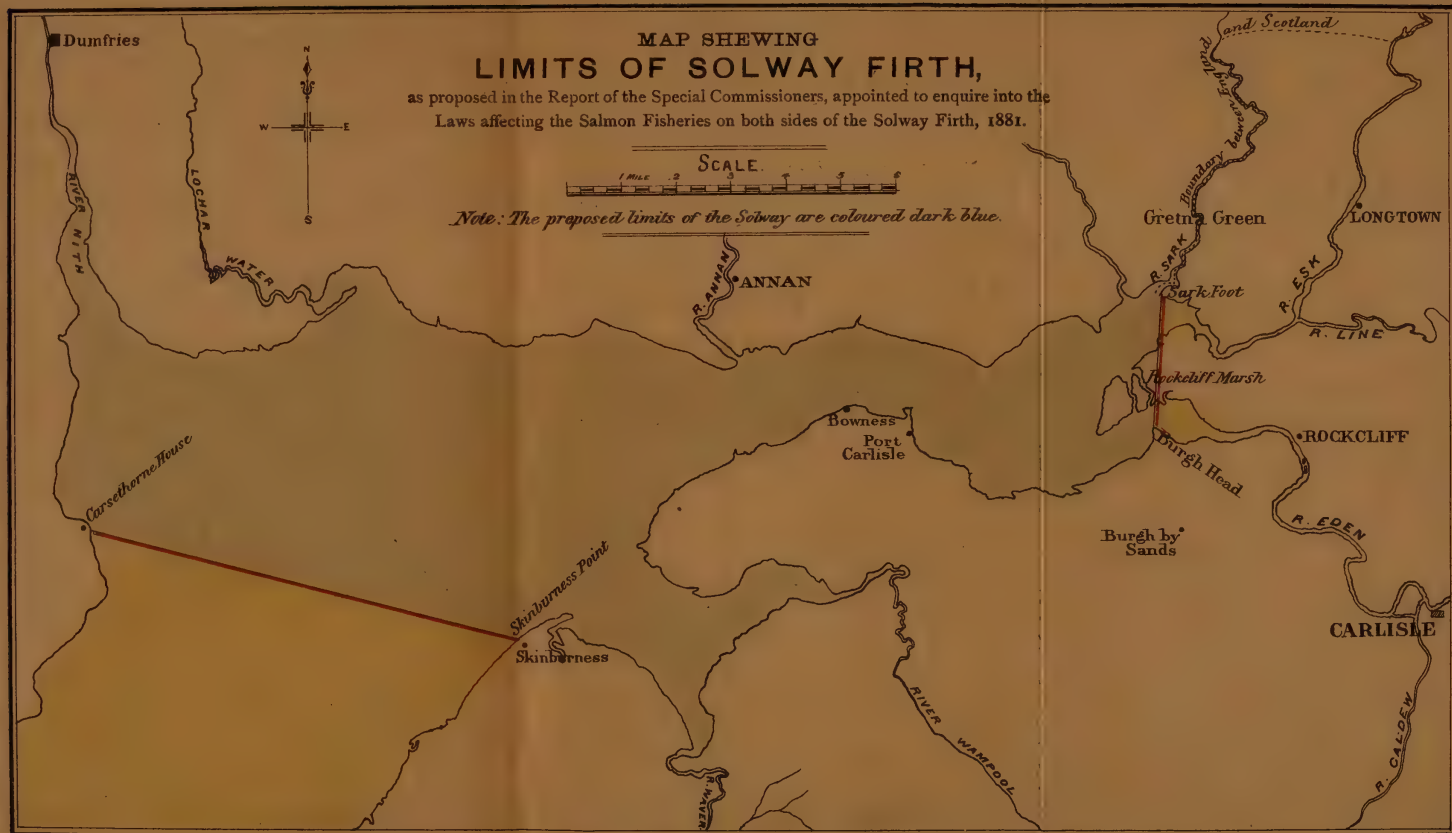 MAP SHEWING
LIMITS OF SOLWAY FIRTH,
as proposed in the Report of the Special Commissioners, appointed to enquire into the
Laws affecting the Salmon Fisheries on both sides of the Solway Firth, 1881.
SCALE.
1 MILE 2 3 4 5 6
Note: The proposed limits of the Solway are coloured dark blue.
Dumfries
N
W E
S
RIVER NITH
LOCHAR
WATER
R. ANNAN
ANNAN
Boundary between England
and Scotland
Gretna Green
LONGTOWN
R. SARK
Sark Foot
R. ESK
R. LINE
Rockcliff Marsh
Bowness
Port
Carlisle
ROCKCLIFF
Burgh Head
Carsethorne House
R. EDEN
Burgh by
Sands
Skinburness Point
Skinburness
CARLISLE
RIVER WAMPOOL
R. WAVER
R. CALDEW